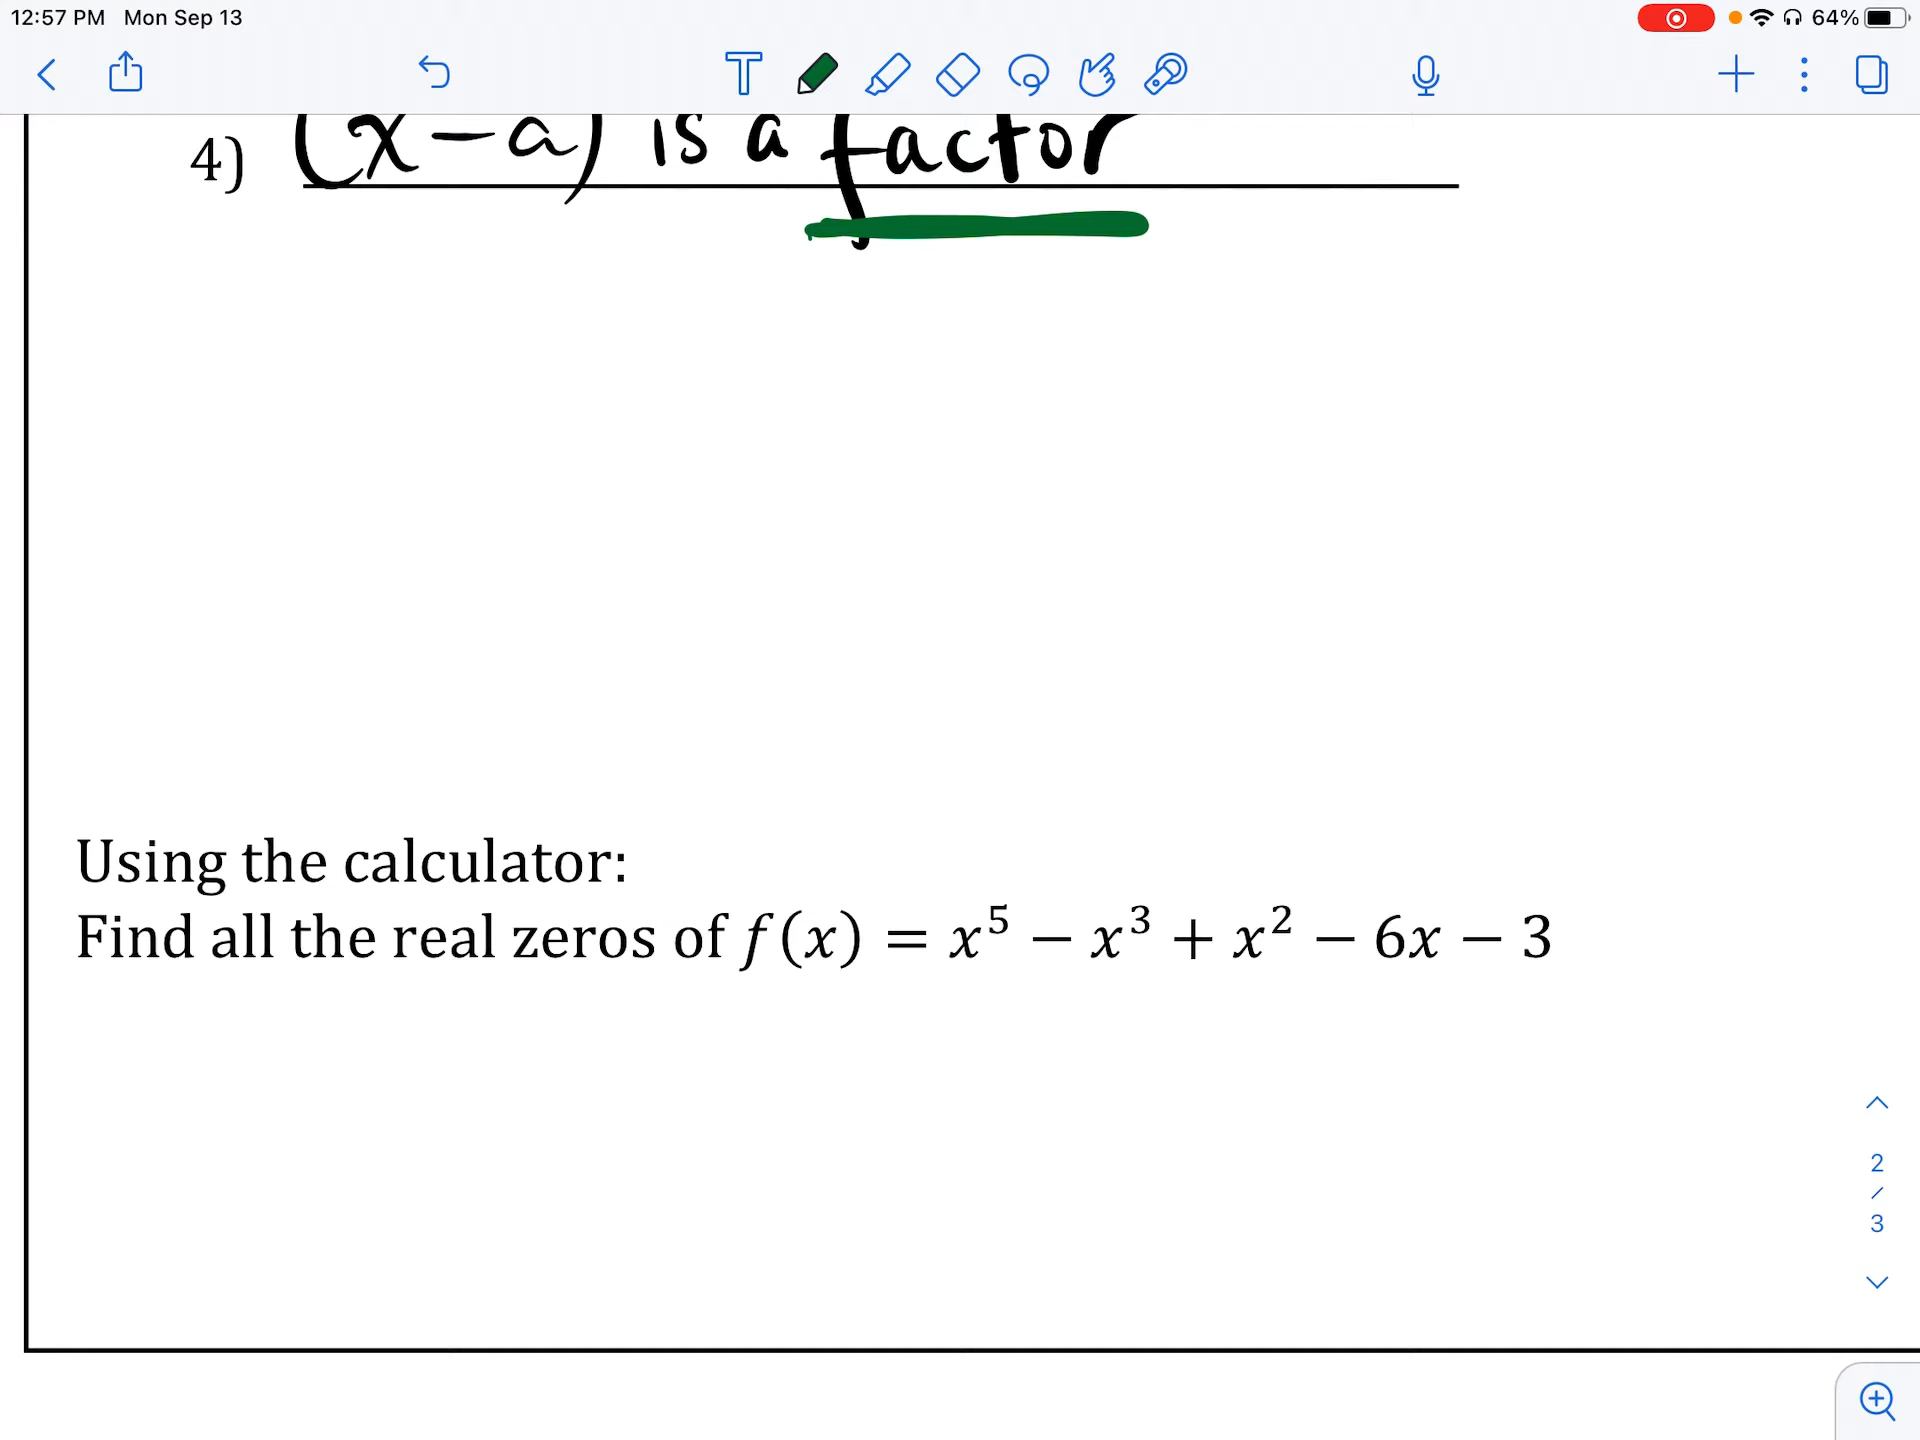 12:57 PM Mon Sep 13 64%
T
4) (x-a) is a factor
Using the calculator:
Find all the real zeros of f(x) = x⁵ − x³ + x² − 6x − 3
2
/
3